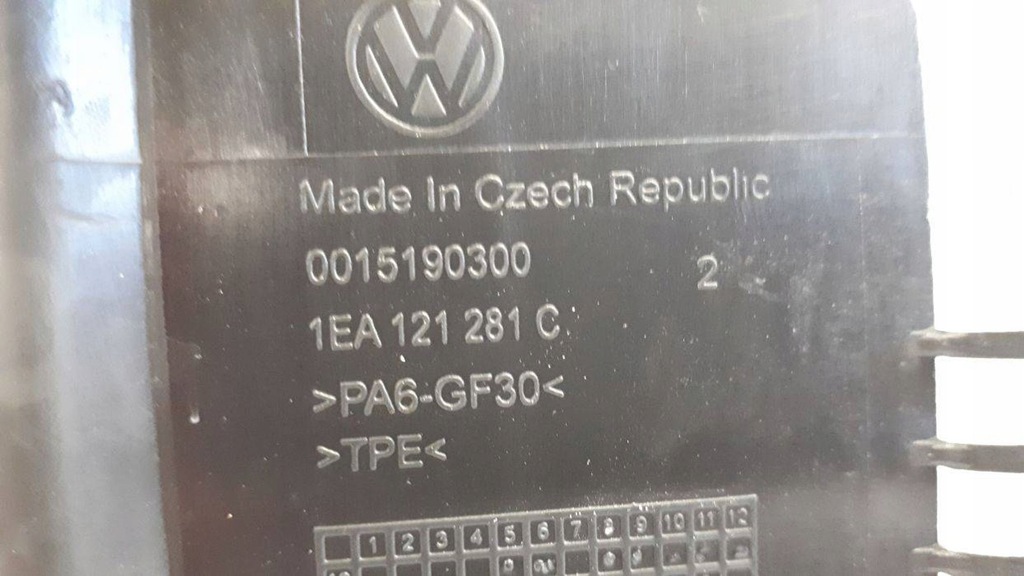 Made In Czech Republic
0015190300 2
1EA 121 281 C
>PA6-GF30<
>TPE<
1 2 3 4 5 6 7 8 9 10 11 12